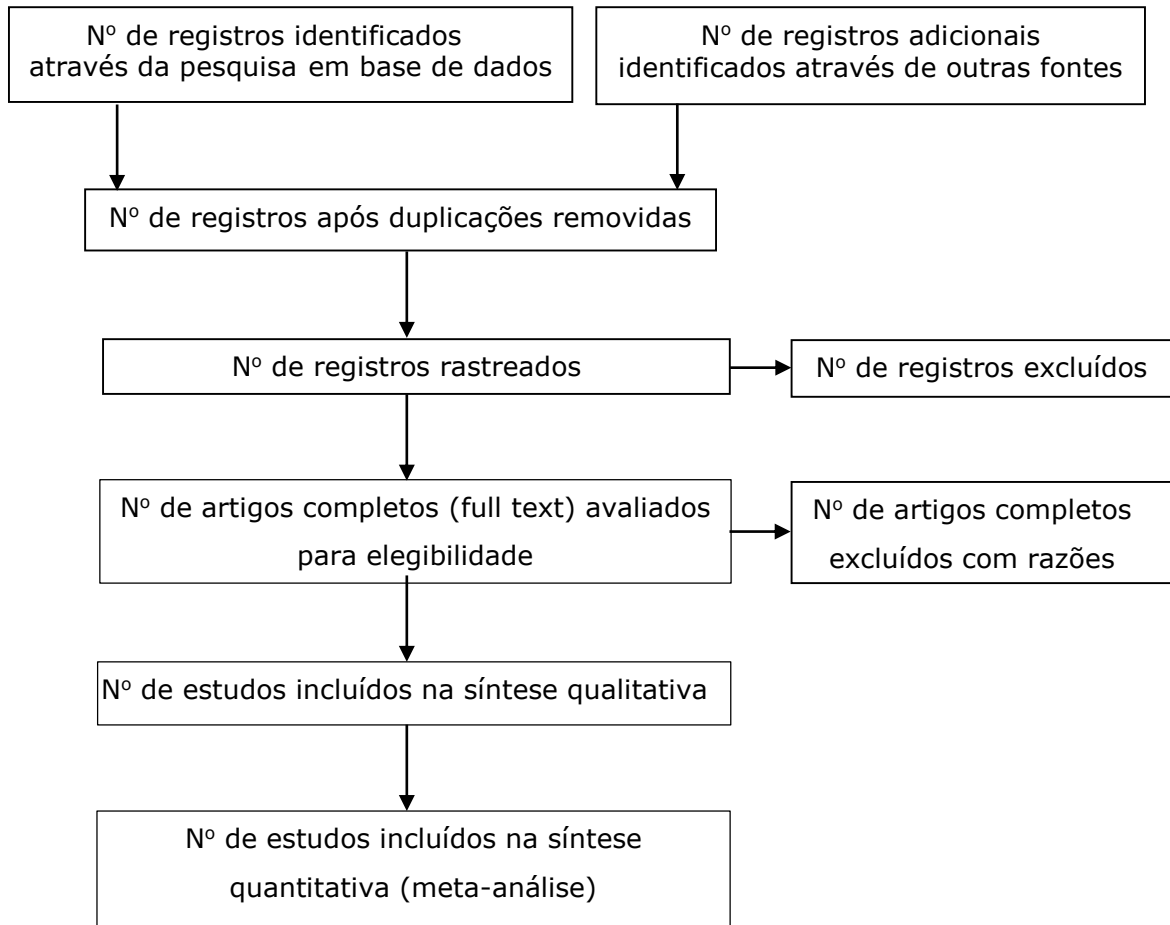 Nº de registros identificados
através da pesquisa em base de dados
Nº de registros adicionais
identificados através de outras fontes
Nº de registros após duplicações removidas
Nº de registros rastreados
Nº de registros excluídos
Nº de artigos completos (full text) avaliados
para elegibilidade
Nº de artigos completos
excluídos com razões
Nº de estudos incluídos na síntese qualitativa
Nº de estudos incluídos na síntese
quantitativa (meta-análise)